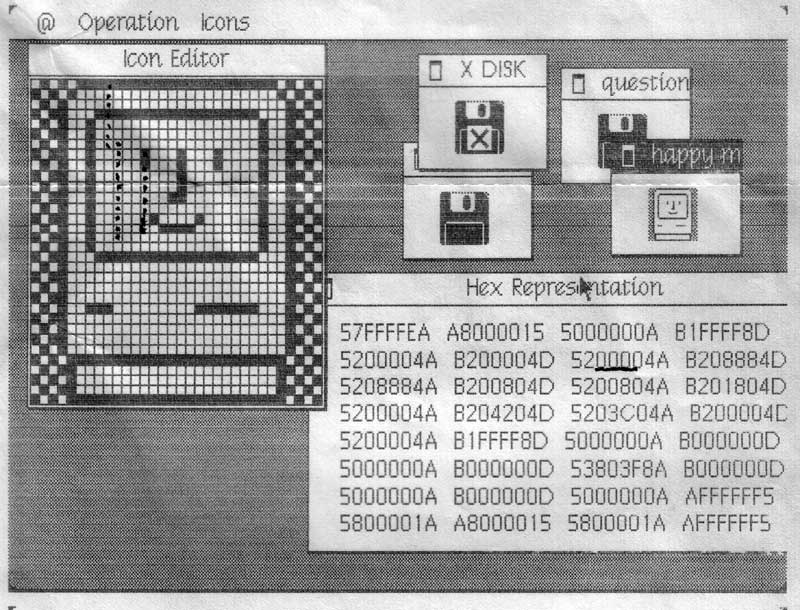 @ Operation Icons
Icon Editor
X DISK
question
happy m
Hex Representation
57FFFFEA A8000015 5000000A B1FFFF8D
5200004A B200004D 5200004A B208884D
5208884A B200804D 5200804A B201804D
5200004A B204204D 5203C04A B200004D
5200004A B1FFFF8D 5000000A B000000D
5000000A B000000D 53803F8A B000000D
5000000A B000000D 5000000A AFFFFFF5
5800001A A8000015 5800001A AFFFFFF5